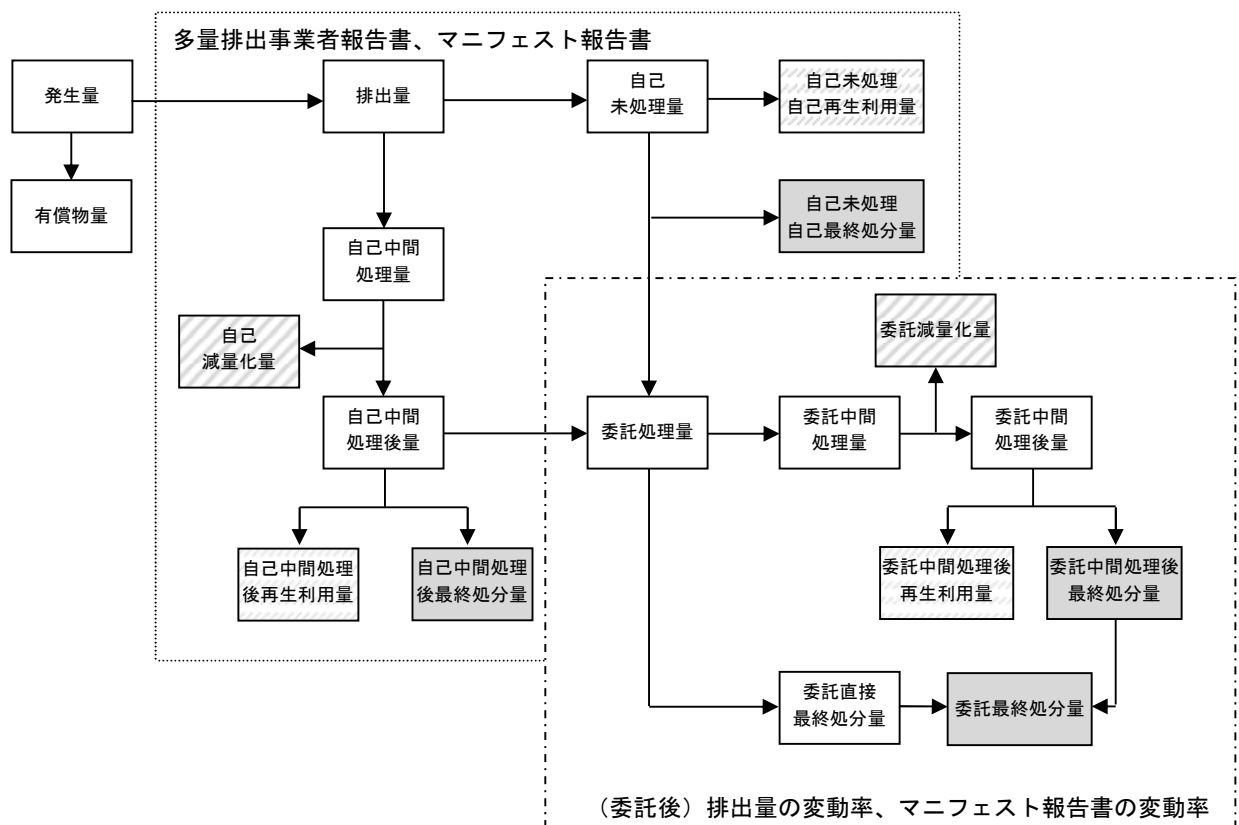 多量排出事業者報告書、マニフェスト報告書
発生量
排出量
自己
未処理量
自己未処理
自己再生利用量
有償物量
自己未処理
自己最終処分量
自己中間
処理量
自己
減量化量
委託減量化量
自己中間
処理後量
委託処理量
委託中間
処理量
委託中間
処理後量
自己中間処理
後再生利用量
自己中間処理
後最終処分量
委託中間処理後
再生利用量
委託中間処理後
最終処分量
委託直接
最終処分量
委託最終処分量
（委託後）排出量の変動率、マニフェスト報告書の変動率